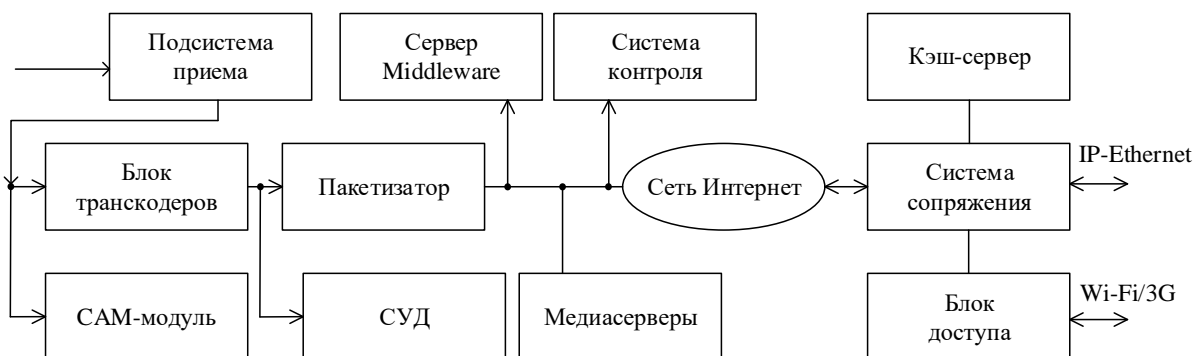 Подсистема
приема
Сервер
Middleware
Система
контроля
Кэш-сервер
Блок
транскодеров
Пакетизатор
Сеть Интернет
Система
сопряжения
IP-Ethernet
САМ-модуль
СУД
Медиасерверы
Блок
доступа
Wi-Fi/3G